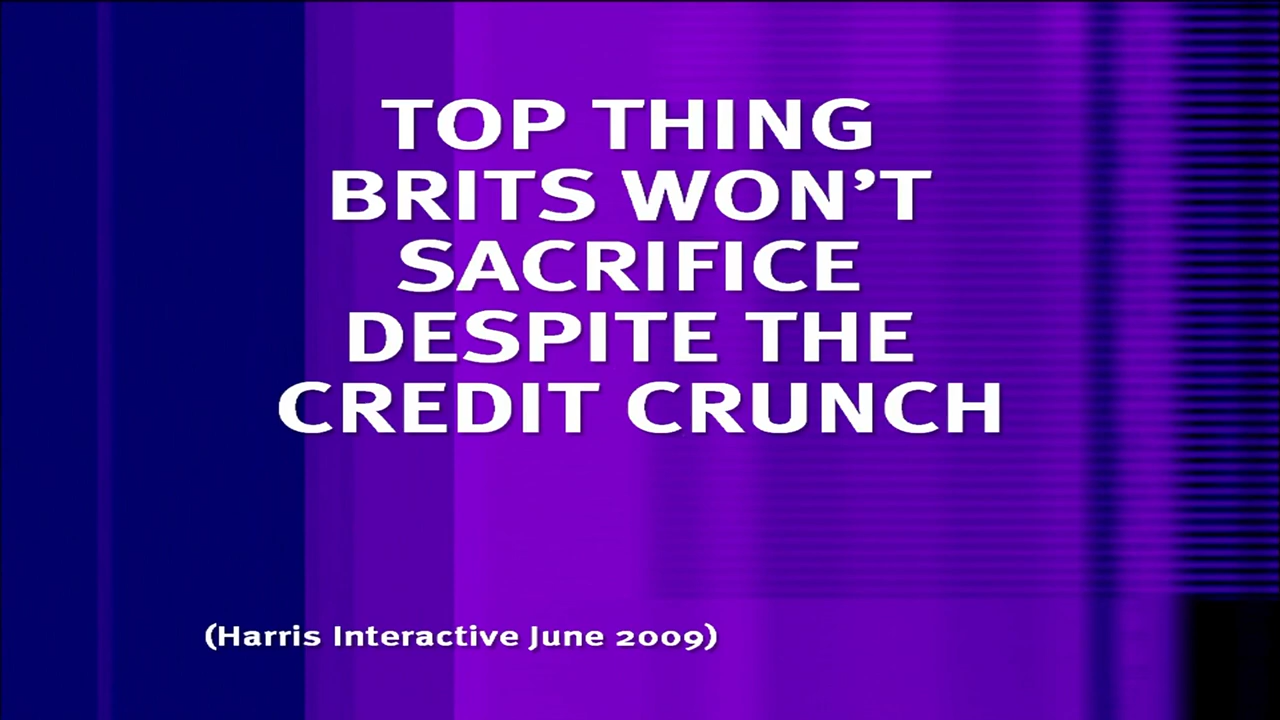 TOP THING
BRITS WON’T
SACRIFICE
DESPITE THE
CREDIT CRUNCH
(Harris Interactive June 2009)